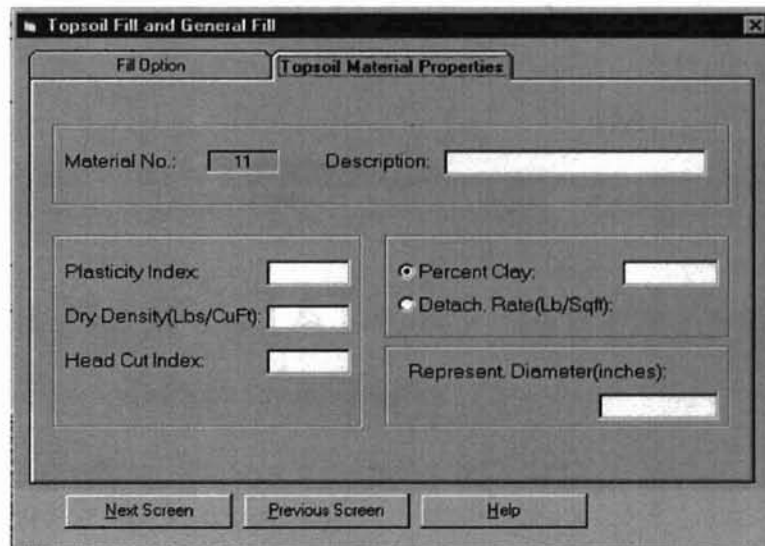 Topsoil Fill and General Fill
Fill Option
Topsoil Material Properties
Material No.: 11 Description:
Plasticity Index:
Dry Density(Lbs/CuFt):
Head Cut Index:
Percent Clay:
Detach. Rate(Lb/Sqft):
Represent. Diameter(inches):
Next Screen Previous Screen Help